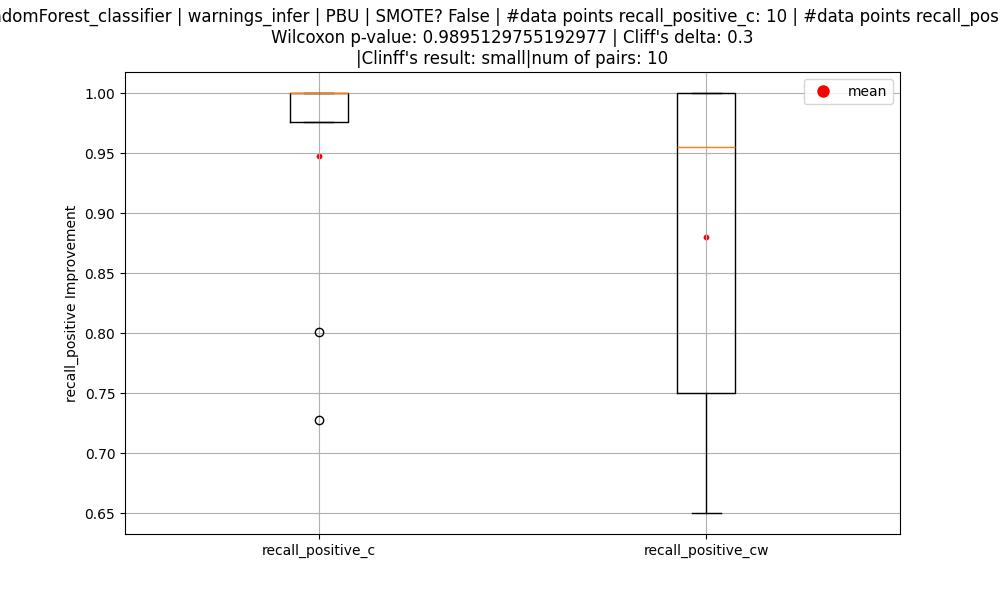 ndomForest_classifier | warnings_infer | PBU | SMOTE? False | #data points recall_positive_c: 10 | #data points recall_pos
Wilcoxon p-value: 0.9895129755192977 | Cliff's delta: 0.3
|Clinff's result: small|num of pairs: 10
mean
1.00
0.95
0.90
0.85
0.80
0.75
0.70
0.65
recall_positive Improvement
recall_positive_c
recall_positive_cw